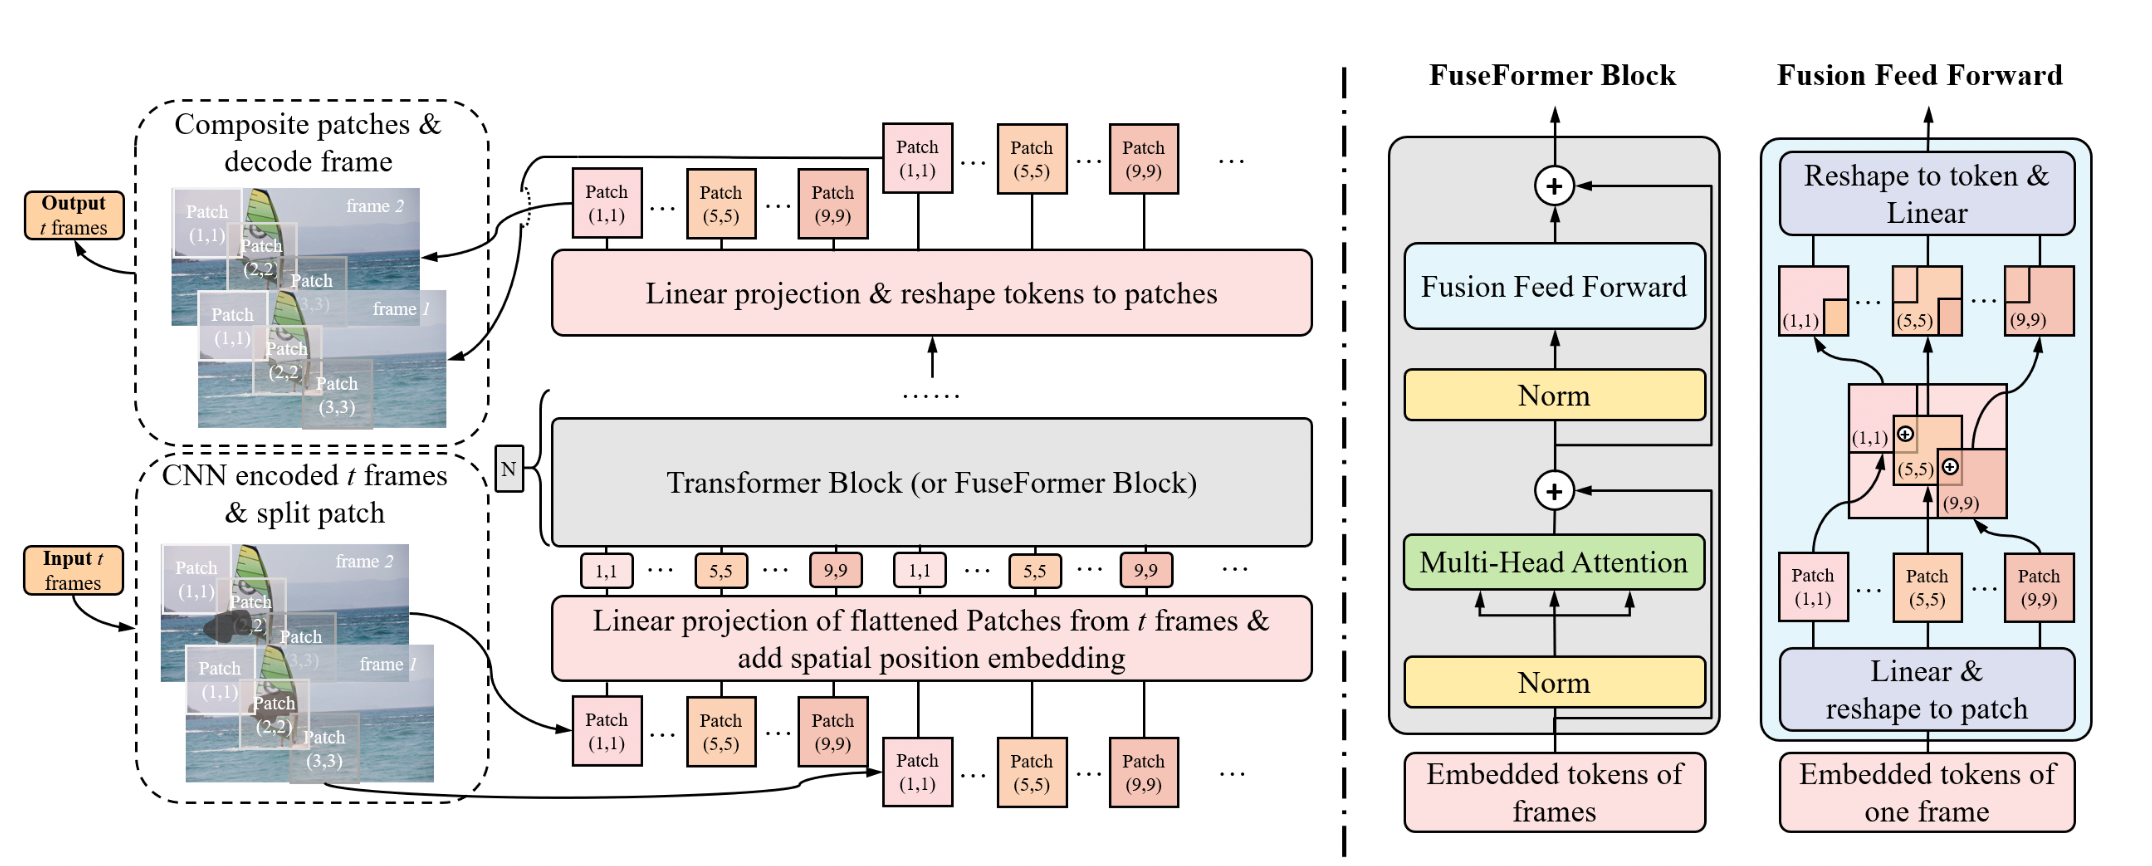 Composite patches &
decode frame
Output
t frames
frame 2
Patch
(1,1)
Patch
(2,2)
Patch
(3,3)
frame 1
Patch
(1,1)
Patch
(2,2)
Patch
(3,3)
CNN encoded t frames
& split patch
Input t
frames
frame 2
Patch
(1,1)
Patch
(2,2)
Patch
(3,3)
frame 1
Patch
(1,1)
Patch
(2,2)
Patch
(3,3)
Patch
(1,1)
...
Patch
(5,5)
...
Patch
(9,9)
Patch
(1,1)
...
Patch
(5,5)
...
Patch
(9,9)
...
Linear projection & reshape tokens to patches
......
N
Transformer Block (or FuseFormer Block)
1,1 ... 5,5 ... 9,9 1,1 ... 5,5 ... 9,9 ...
Linear projection of flattened Patches from t frames &
add spatial position embedding
Patch
(1,1)
...
Patch
(5,5)
...
Patch
(9,9)
Patch
(1,1)
...
Patch
(5,5)
...
Patch
(9,9)
...
FuseFormer Block
+
Fusion Feed Forward
Norm
+
Multi-Head Attention
Norm
Embedded tokens of
frames
Fusion Feed Forward
Reshape to token &
Linear
(1,1) ... (5,5) ... (9,9)
(1,1)
+
(5,5)
+
(9,9)
Patch
(1,1)
...
Patch
(5,5)
...
Patch
(9,9)
Linear &
reshape to patch
Embedded tokens of
one frame